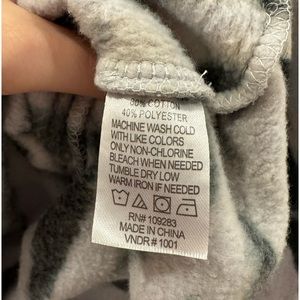 60% COTTON
40% POLYESTER
MACHINE WASH COLD
WITH LIKE COLORS
ONLY NON-CHLORINE
BLEACH WHEN NEEDED
TUMBLE DRY LOW
WARM IRON IF NEEDED
RN# 109283
MADE IN CHINA
VNDR # 1001